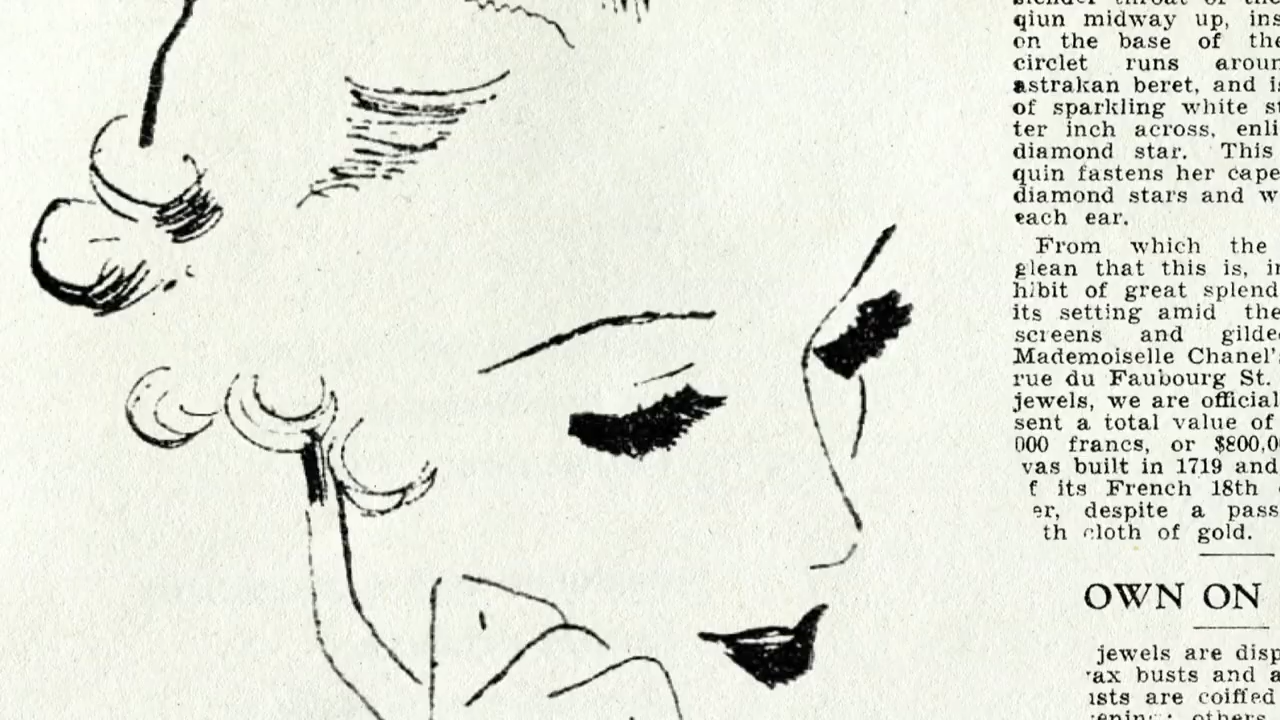 slender throat of the
qiun midway up, ins
on the base of the
circlet runs aroun
astrakan beret, and i
of sparkling white s
ter inch across, enli
diamond star. This
quin fastens her cape
diamond stars and w
each ear.
From which the
glean that this is, in
hibit of great splend
its setting amid the
screens and gilde
Mademoiselle Chanel's
rue du Faubourg St.
jewels, we are official
sent a total value of
000 francs, or $800,0
vas built in 1719 and
f its French 18th
er, despite a pass
th cloth of gold.
OWN ON
jewels are disp
ax busts and a
ists are coiffed
ening; others